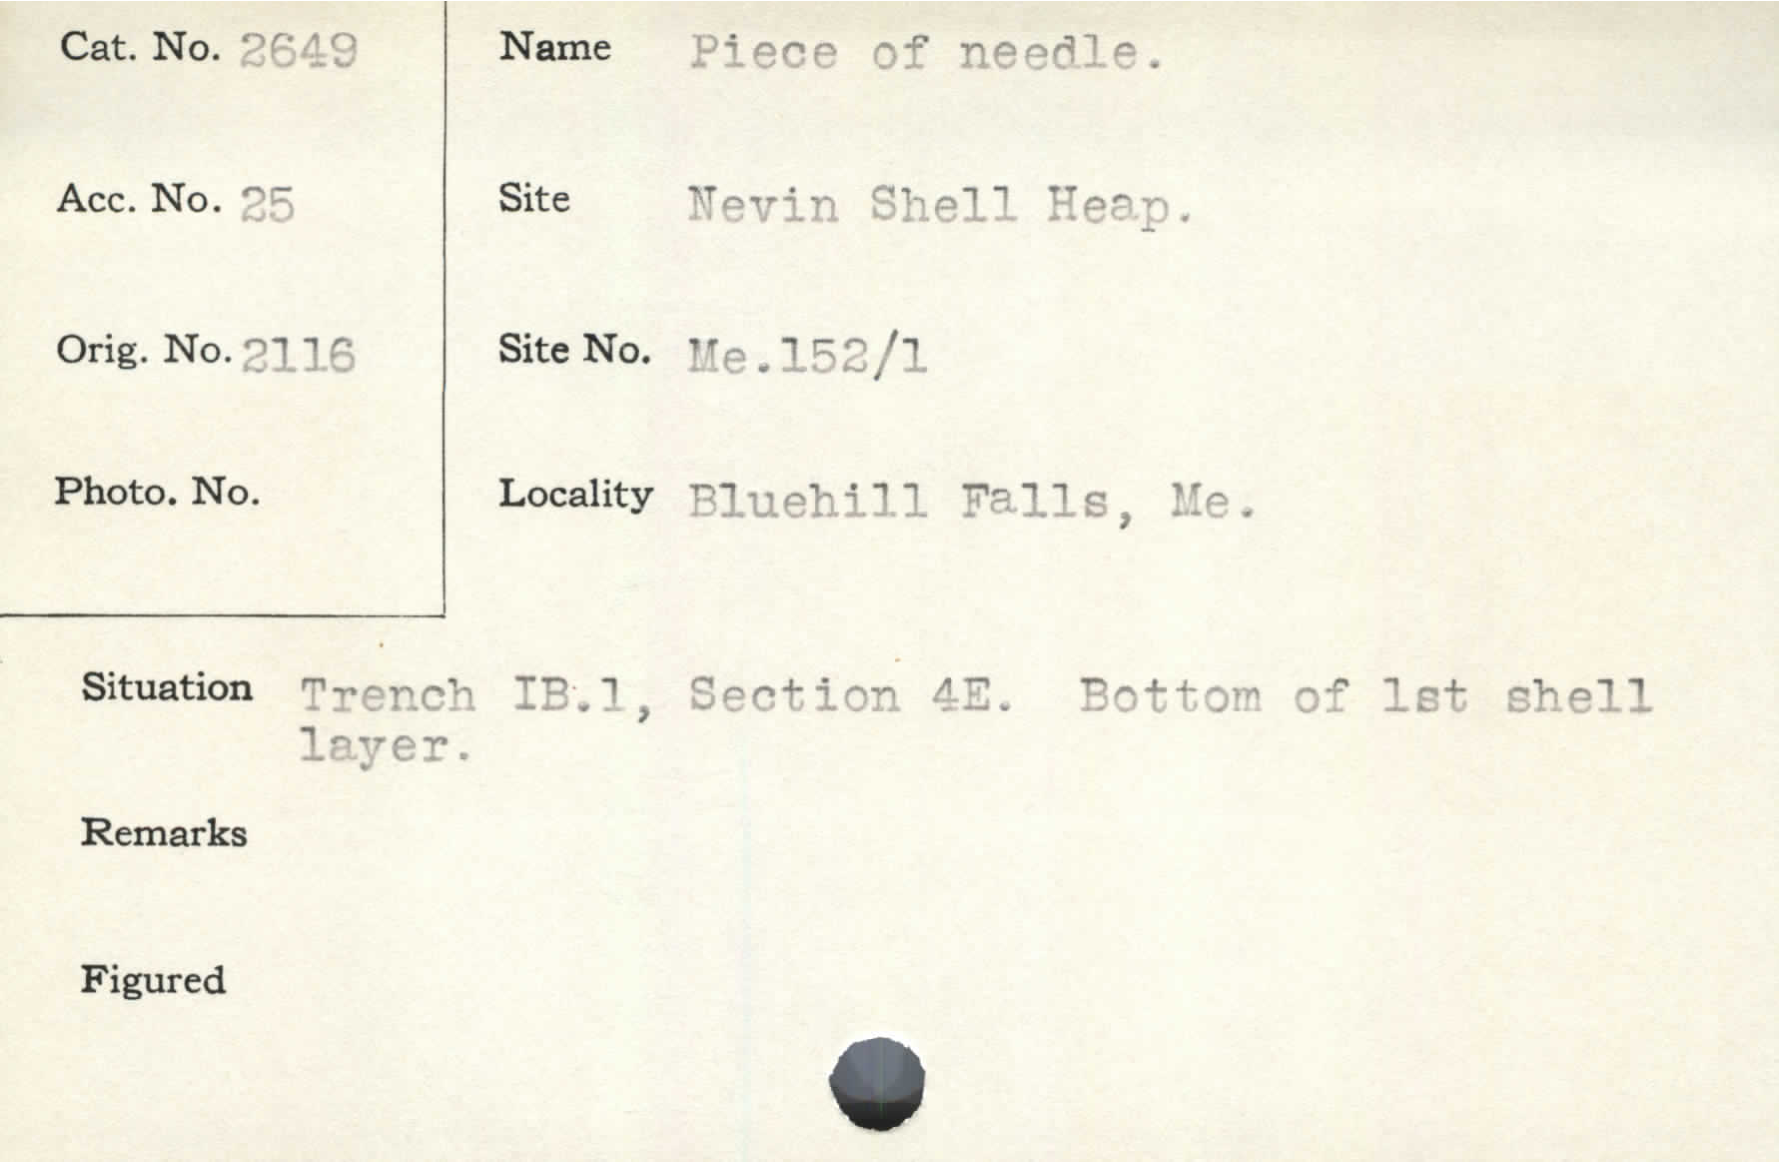 Cat. No. 2649
Name Piece of needle.
Acc. No. 25
Site Nevin Shell Heap.
Orig. No. 2116
Site No. Me.152/1
Photo. No.
Locality Bluehill Falls, Me.
Situation Trench IB.1, Section 4E. Bottom of 1st shell
layer.
Remarks
Figured